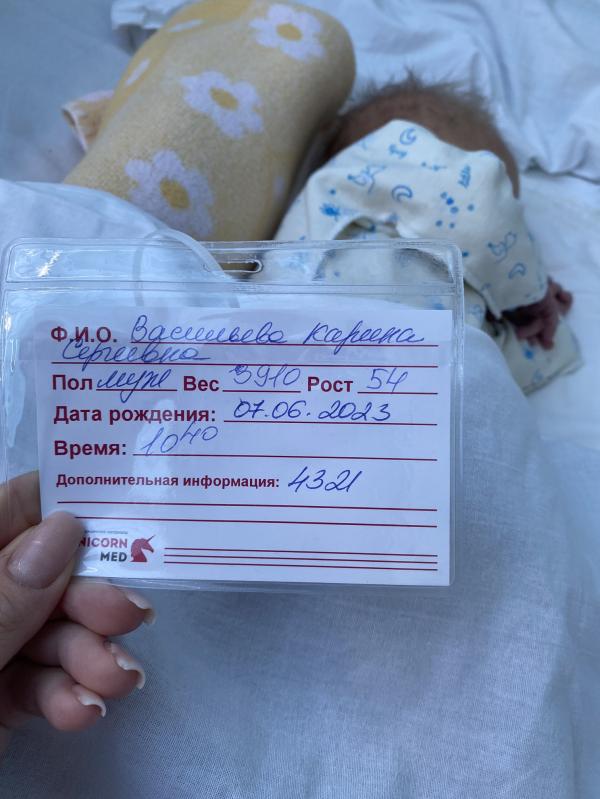 Ф.И.О. Васильева Карина
Сергеевна
Пол муж Вес 3910 Рост 54
Дата рождения: 07.06.2023
Время: 10 40
Дополнительная информация: 4321
NICORN
MED